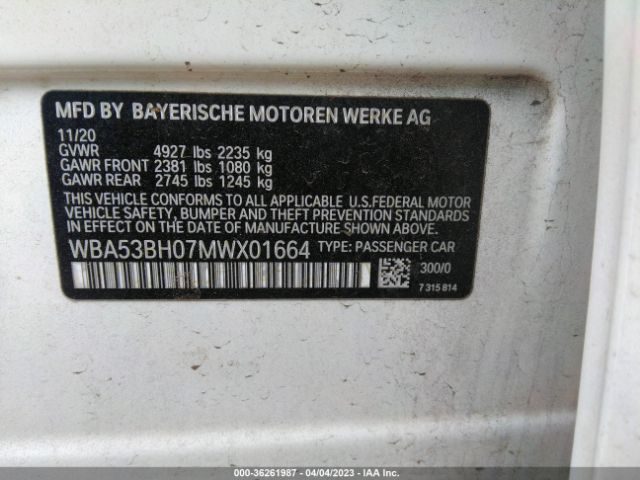 MFD BY BAYERISCHE MOTOREN WERKE AG
11/20
GVWR 4927 lbs 2235 kg
GAWR FRONT 2381 lbs 1080 kg
GAWR REAR 2745 lbs 1245 kg
THIS VEHICLE CONFORMS TO ALL APPLICABLE U.S.FEDERAL MOTOR
VEHICLE SAFETY, BUMPER AND THEFT PREVENTION STANDARDS
IN EFFECT ON THE DATE OF MANUFACTURE SHOWN ABOVE.
WBA53BH07MWX01664 TYPE: PASSENGER CAR
300/0
7 315 814
000-36261987 - 04/04/2023 - IAA Inc.